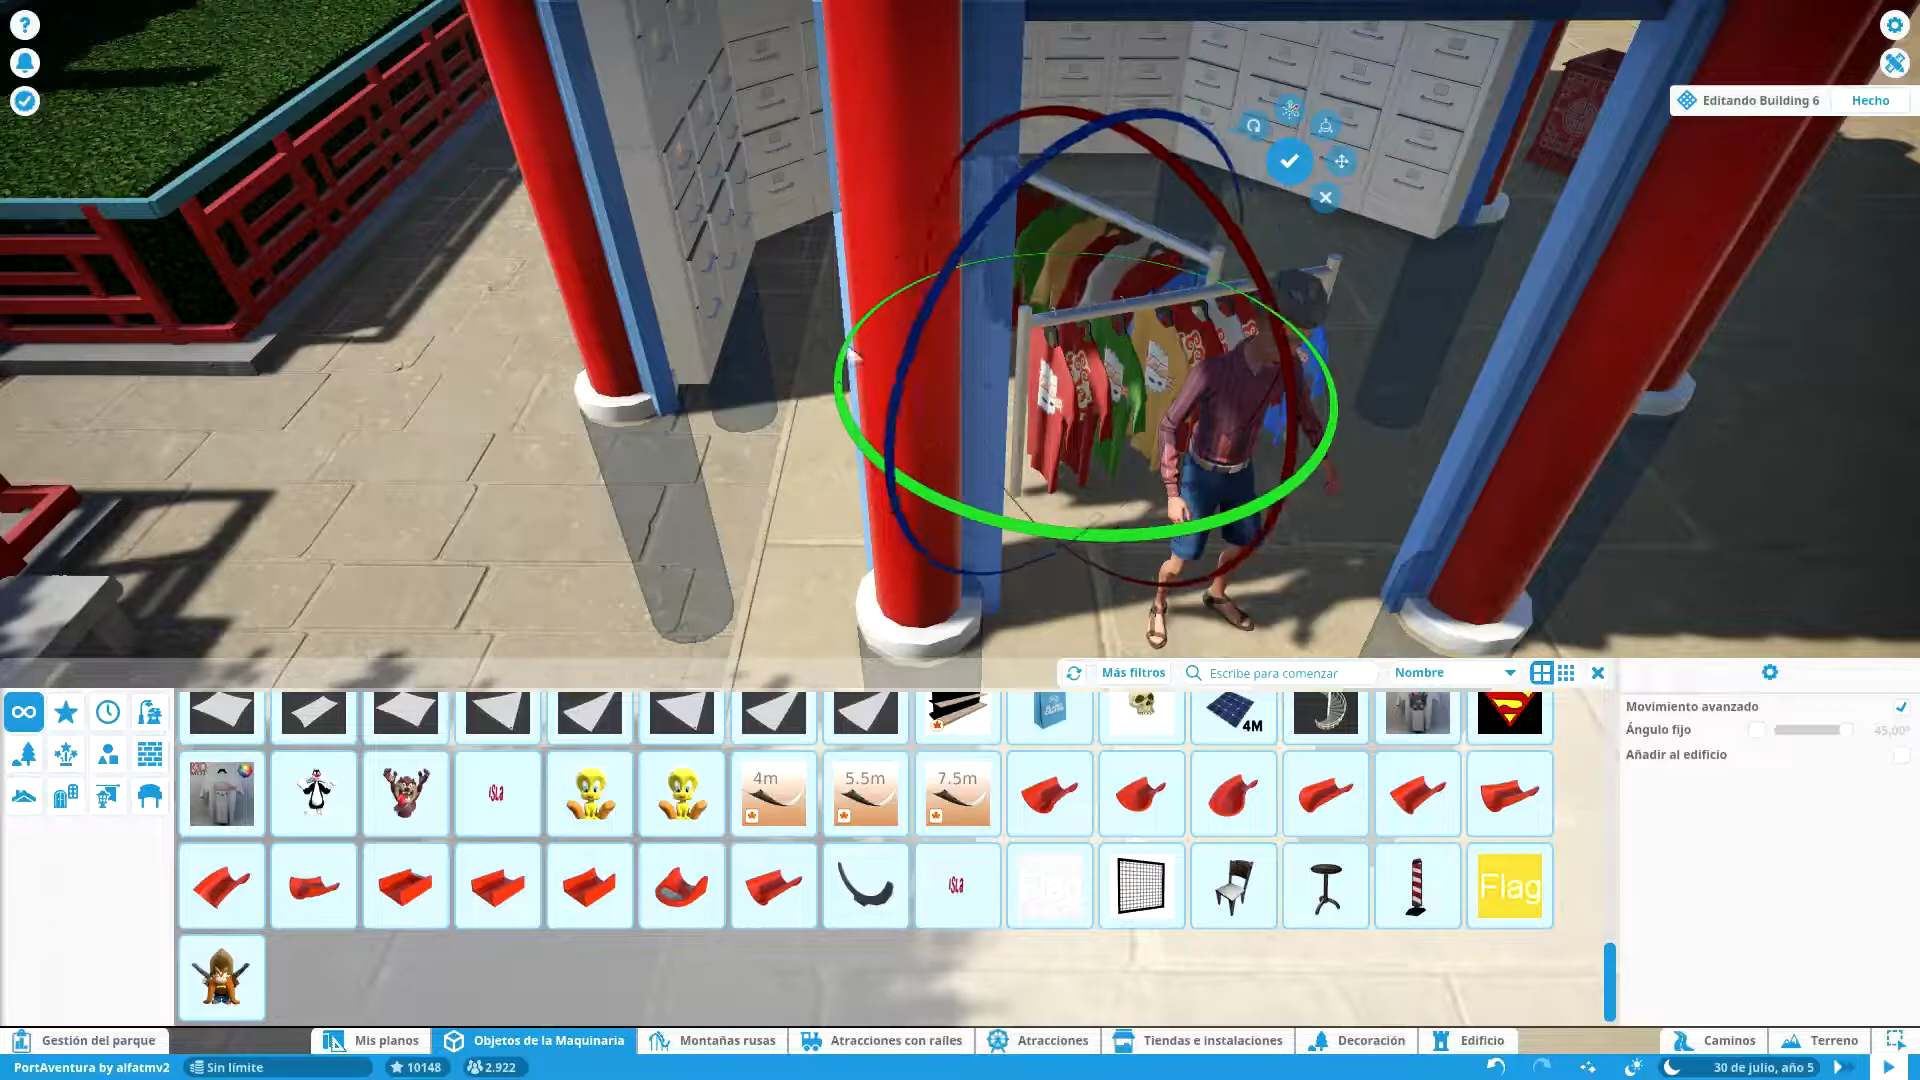 Editando Building 6
Hecho
Más filtros
Escribe para comenzar
Nombre
Movimiento avanzado
Ángulo fijo
45,00°
Añadir al edificio
4M
4m
5.5m
7.5m
iSla
iSla
Flag
Flag
Gestión del parque
Mis planos
Objetos de la Maquinaria
Montañas rusas
Atracciones con raíles
Atracciones
Tiendas e instalaciones
Decoración
Edificio
Caminos
Terreno
PortAventura by alfatmv2
Sin límite
10148
2.922
30 de julio, año 5